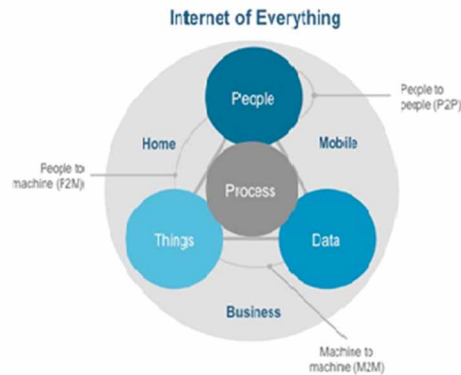 Internet of Everything
People
People to
people (P2P)
Home
Mobile
People to
machine (P2M)
Process
Things
Data
Business
Machine to
machine (M2M)